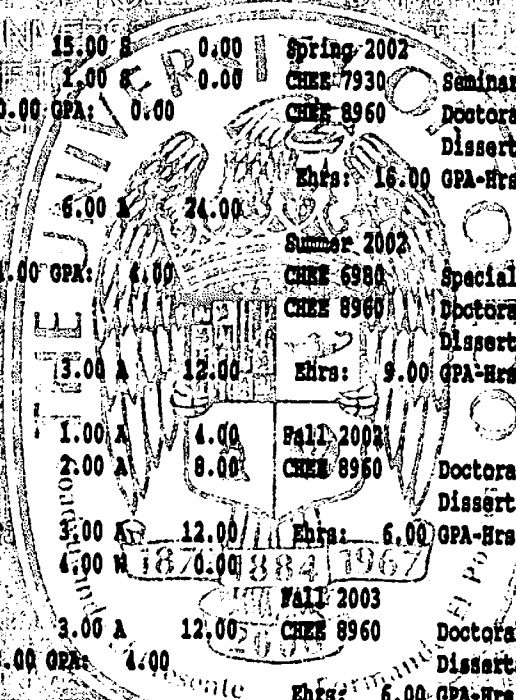 15.00 S 0.00 Spring 2002
1.00 S 0.00 CHEE 7930 Seminar
0.00 GPA: 0.00 CHEE 8960 Doctora
Dissert
Ehrs: 16.00 GPA-Hrs
6.00 A 24.00
Summer 2002
.00 GPA: 4.00 CHEE 6980 Special
CHEE 8960 Doctora
Dissert
3.00 A 12.00 Ehrs: 9.00 GPA-Hrs
1.00 A 4.00 Fall 2002
2.00 A 8.00 CHEE 8960 Doctora
Dissert
3.00 A 12.00 Ehrs: 6.00 GPA-Hrs
4.00 W 0.00
Fall 2003
3.00 A 12.00 CHEE 8960 Doctora
.00 GPA: 4.00 Disserta
Ehrs: 6.00 GPA-Hrs
THE UNIVERSITY O
1884 1967